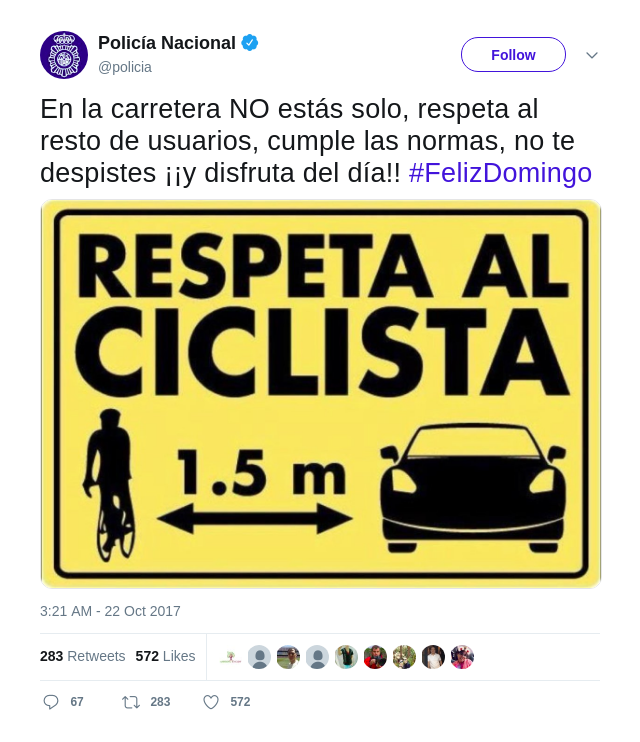 Policía Nacional
@policia
Follow
En la carretera NO estás solo, respeta al
resto de usuarios, cumple las normas, no te
despistes ¡¡y disfruta del día!! #FelizDomingo
RESPETA AL
CICLISTA
1.5 m
3:21 AM - 22 Oct 2017
283 Retweets 572 Likes
67 283 572